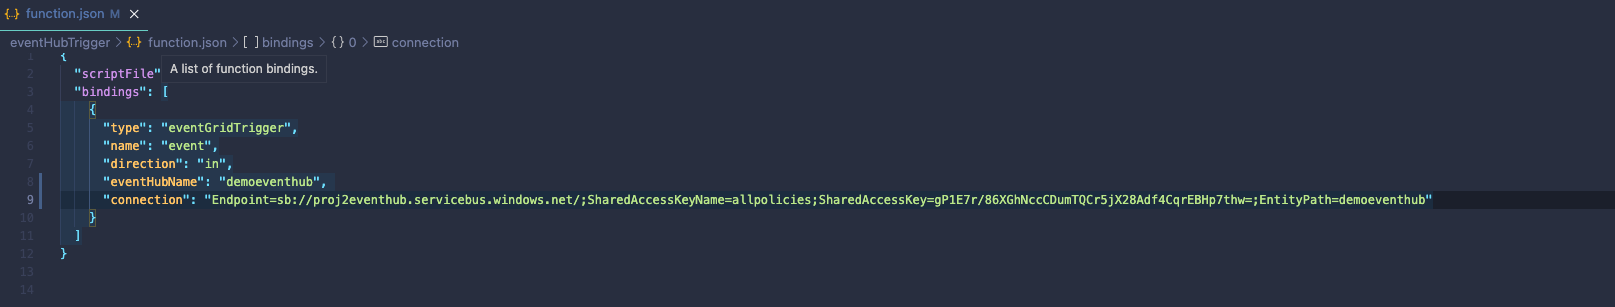 {..} function.json M ×
eventHubTrigger > {..} function.json > [ ] bindings > {} 0 > abc connection
1 {
2 "scriptFile"
A list of function bindings.
3 "bindings": [
4 {
5 "type": "eventGridTrigger",
6 "name": "event",
7 "direction": "in",
8 "eventHubName": "demoeventhub",
9 "connection": "Endpoint=sb://proj2eventhub.servicebus.windows.net/;SharedAccessKeyName=allpolicies;SharedAccessKey=gP1E7r/86XGhNccCDumTQCr5jX28Adf4CqrEBHp7thw=;EntityPath=demoeventhub"
10 }
11 ]
12 }
13
14